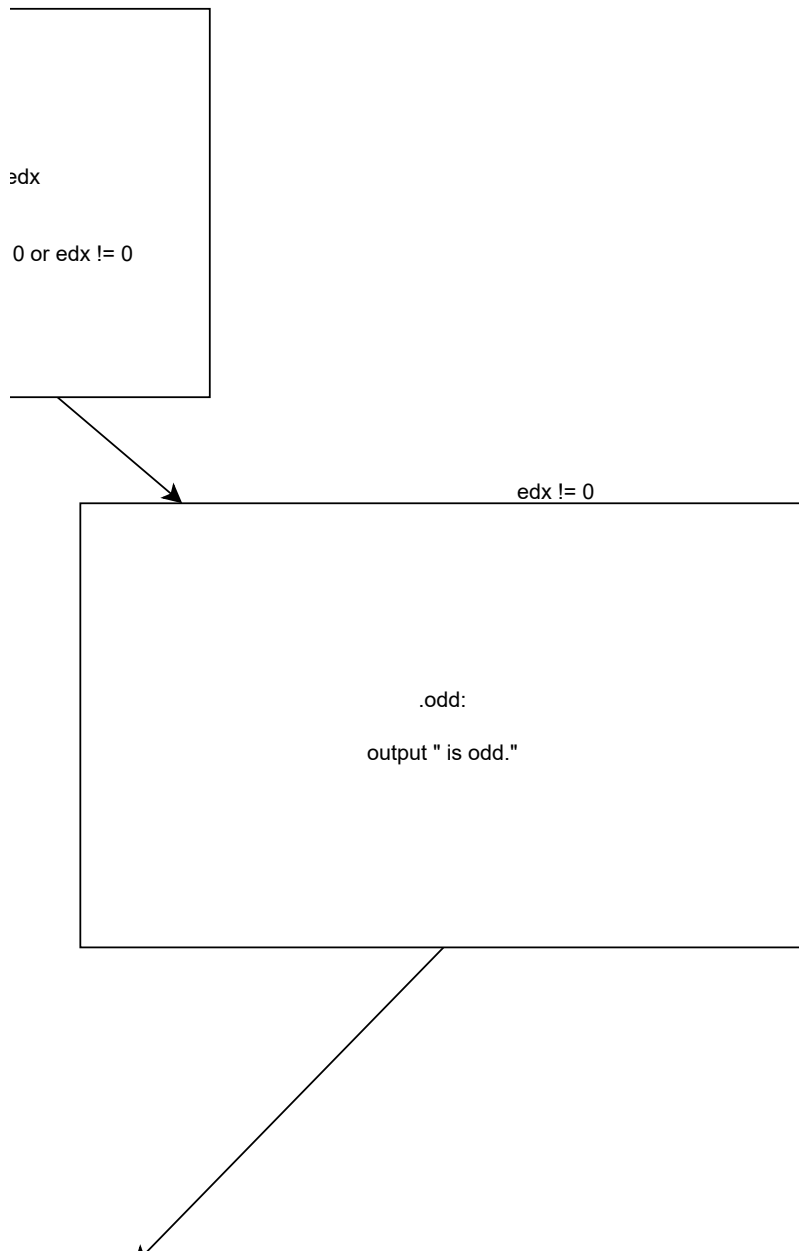 edx
0 or edx != 0
edx != 0
.odd:
output " is odd."